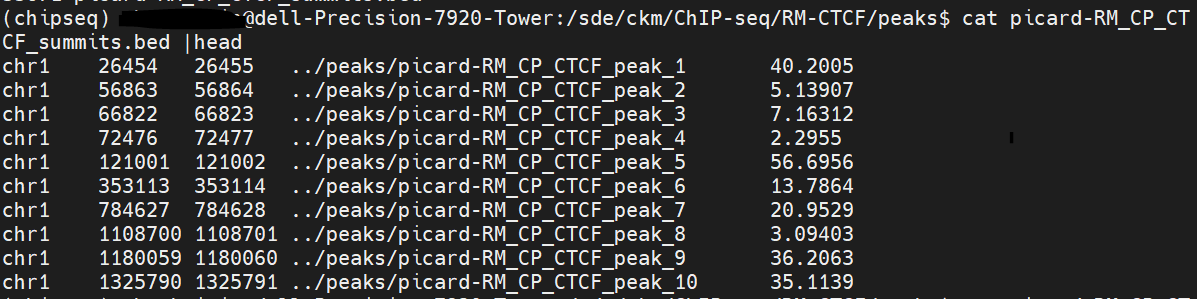 (chipseq) @dell-Precision-7920-Tower:/sde/ckm/ChIP-seq/RM-CTCF/peaks$ cat picard-RM_CP_CT
CF_summits.bed |head
chr1 26454 26455 ../peaks/picard-RM_CP_CTCF_peak_1 40.2005
chr1 56863 56864 ../peaks/picard-RM_CP_CTCF_peak_2 5.13907
chr1 66822 66823 ../peaks/picard-RM_CP_CTCF_peak_3 7.16312
chr1 72476 72477 ../peaks/picard-RM_CP_CTCF_peak_4 2.2955
chr1 121001 121002 ../peaks/picard-RM_CP_CTCF_peak_5 56.6956
chr1 353113 353114 ../peaks/picard-RM_CP_CTCF_peak_6 13.7864
chr1 784627 784628 ../peaks/picard-RM_CP_CTCF_peak_7 20.9529
chr1 1108700 1108701 ../peaks/picard-RM_CP_CTCF_peak_8 3.09403
chr1 1180059 1180060 ../peaks/picard-RM_CP_CTCF_peak_9 36.2063
chr1 1325790 1325791 ../peaks/picard-RM_CP_CTCF_peak_10 35.1139